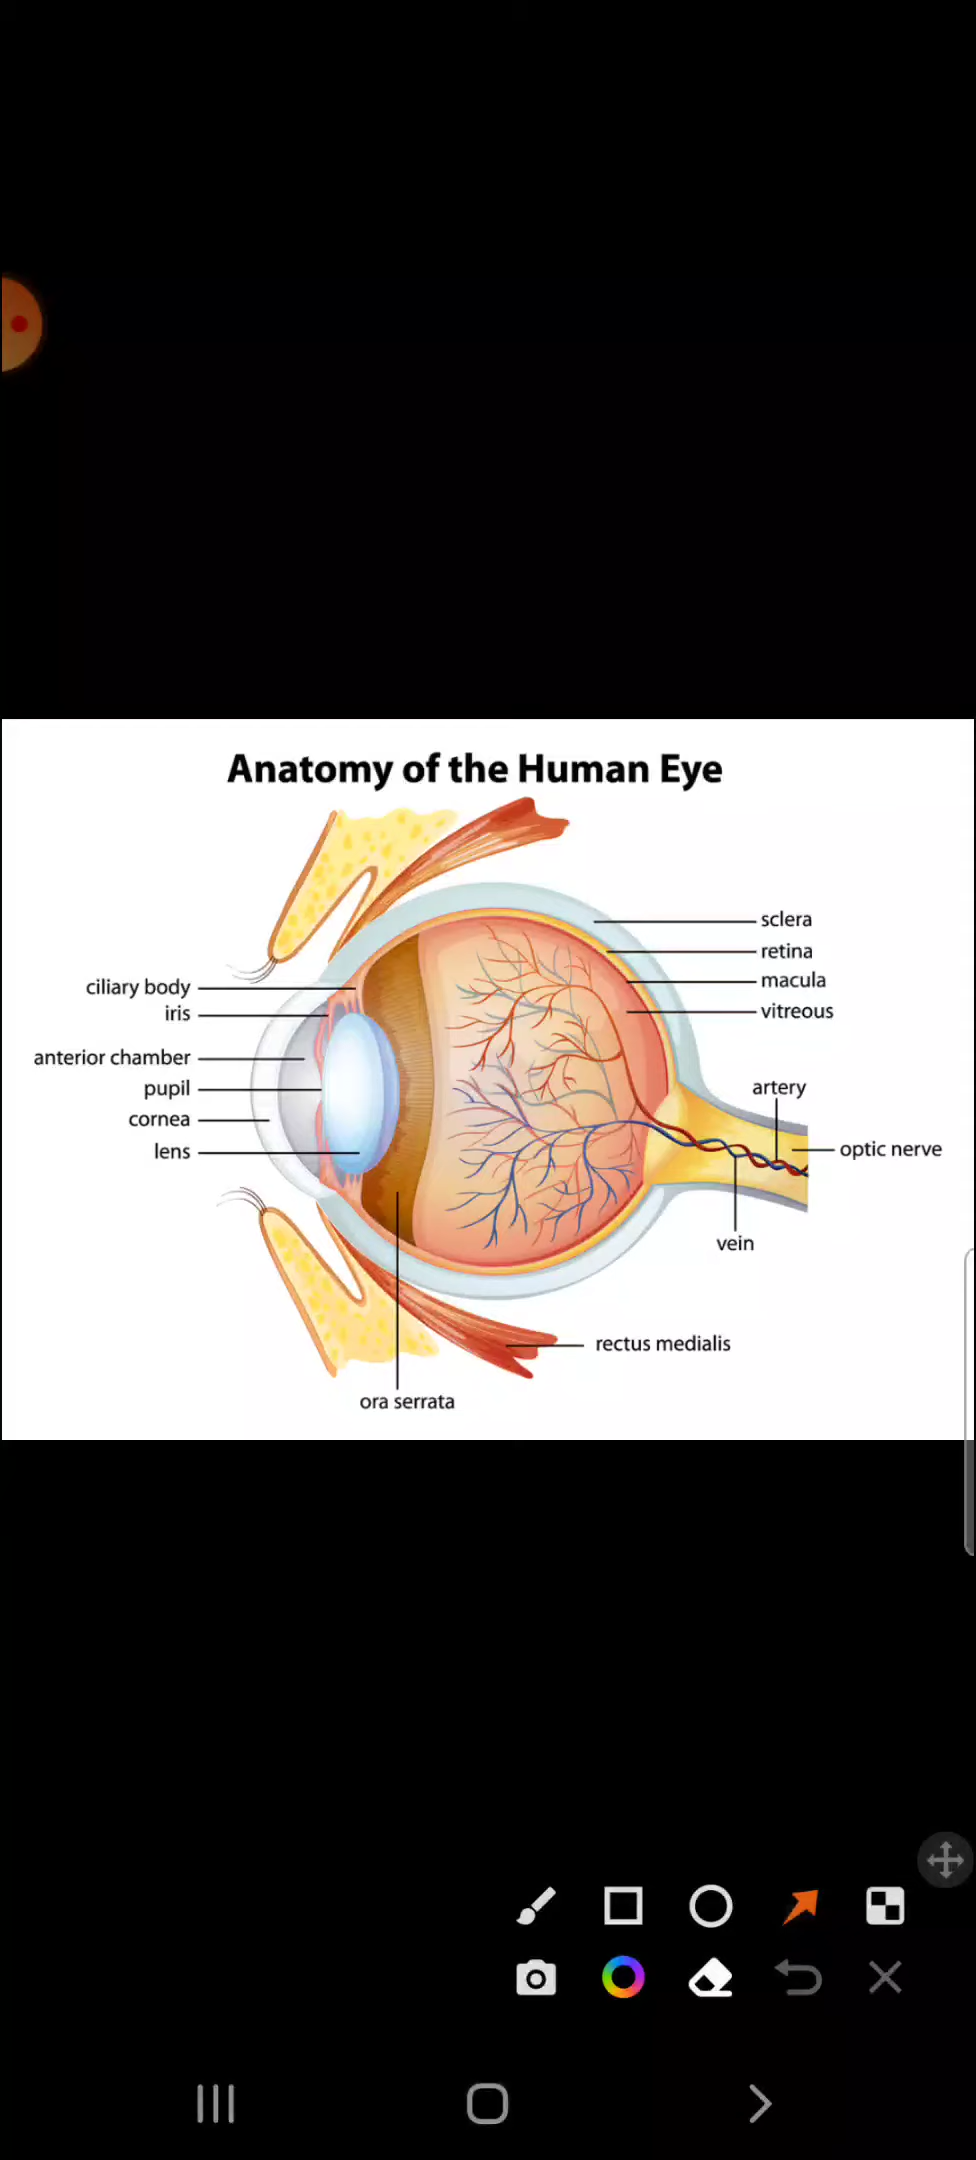 Anatomy of the Human Eye
sclera
retina
macula
vitreous
ciliary body
iris
anterior chamber
pupil
cornea
lens
artery
optic nerve
vein
rectus medialis
ora serrata